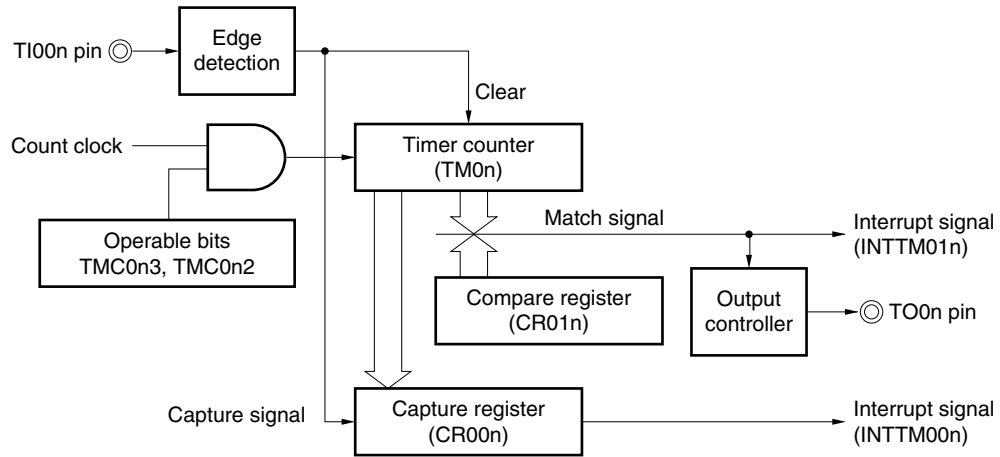 Edge
detection
TI00n pin
Clear
Count clock
Timer counter
(TM0n)
Operable bits
TMC0n3, TMC0n2
Match signal
Interrupt signal
(INTTM01n)
Compare register
(CR01n)
Output
controller
TO0n pin
Capture signal
Capture register
(CR00n)
Interrupt signal
(INTTM00n)